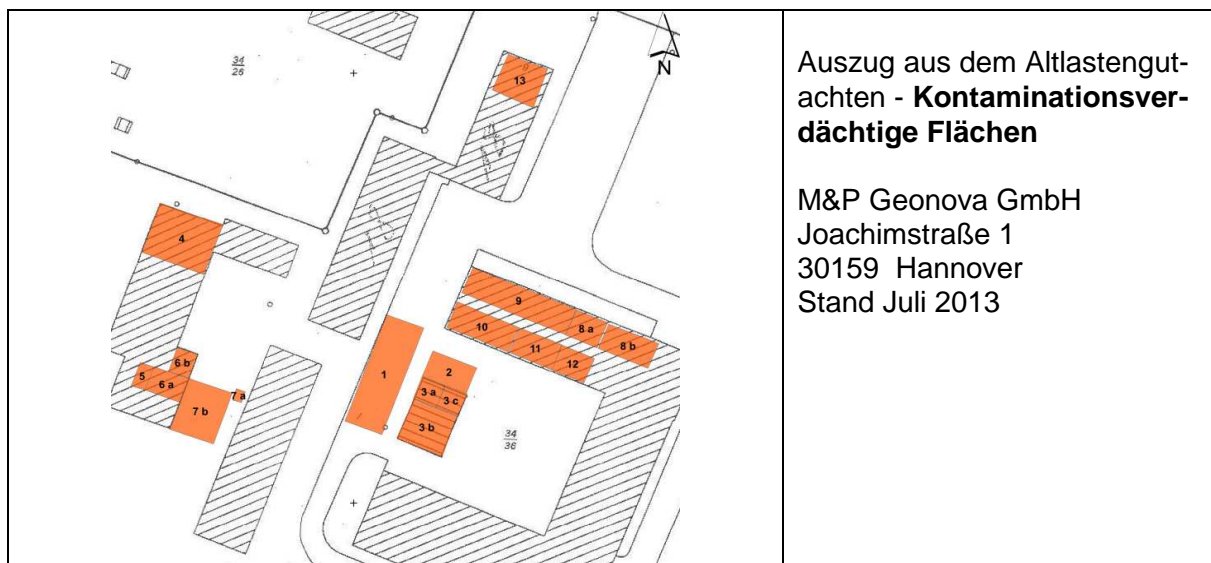 34
26
N
13
4
9
8 a
8 b
10
11
12
1
2
3 a
3 c
3 b
5
6 b
6 a
7 a
7 b
34
36
Auszug aus dem Altlastengut-
achten - Kontaminationsver-
dächtige Flächen
M&P Geonova GmbH
Joachimstraße 1
30159 Hannover
Stand Juli 2013